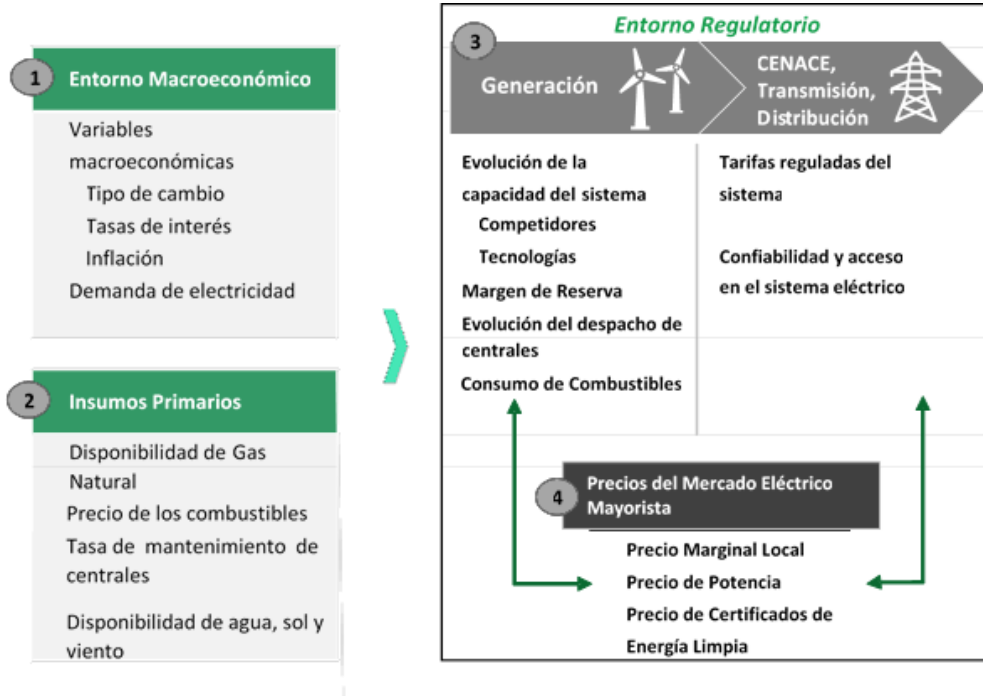 1
Entorno Macroeconómico
Variables
macroeconómicas
Tipo de cambio
Tasas de interés
Inflación
Demanda de electricidad
2
Insumos Primarios
Disponibilidad de Gas
Natural
Precio de los combustibles
Tasa de mantenimiento de
centrales
Disponibilidad de agua, sol y
viento
Entorno Regulatorio
3
Generación
CENACE,
Transmisión,
Distribución
Evolución de la
capacidad del sistema
Competidores
Tecnologías
Margen de Reserva
Evolución del despacho de
centrales
Consumo de Combustibles
Tarifas reguladas del
sistema
Confiabilidad y acceso
en el sistema eléctrico
4
Precios del Mercado Eléctrico
Mayorista
Precio Marginal Local
Precio de Potencia
Precio de Certificados de
Energía Limpia